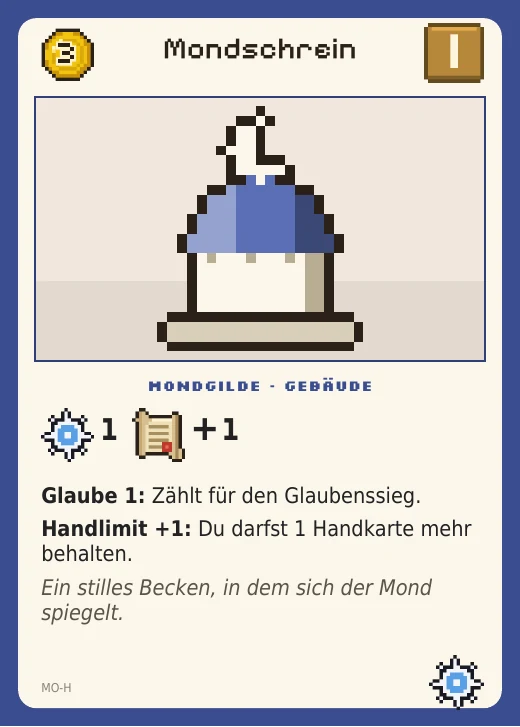 3
Mondschrein
I
MONDGILDE - GEBÄUDE
1 +1
Glaube 1: Zählt für den Glaubenssieg.
Handlimit +1: Du darfst 1 Handkarte mehr
behalten.
Ein stilles Becken, in dem sich der Mond
spiegelt.
MO-H